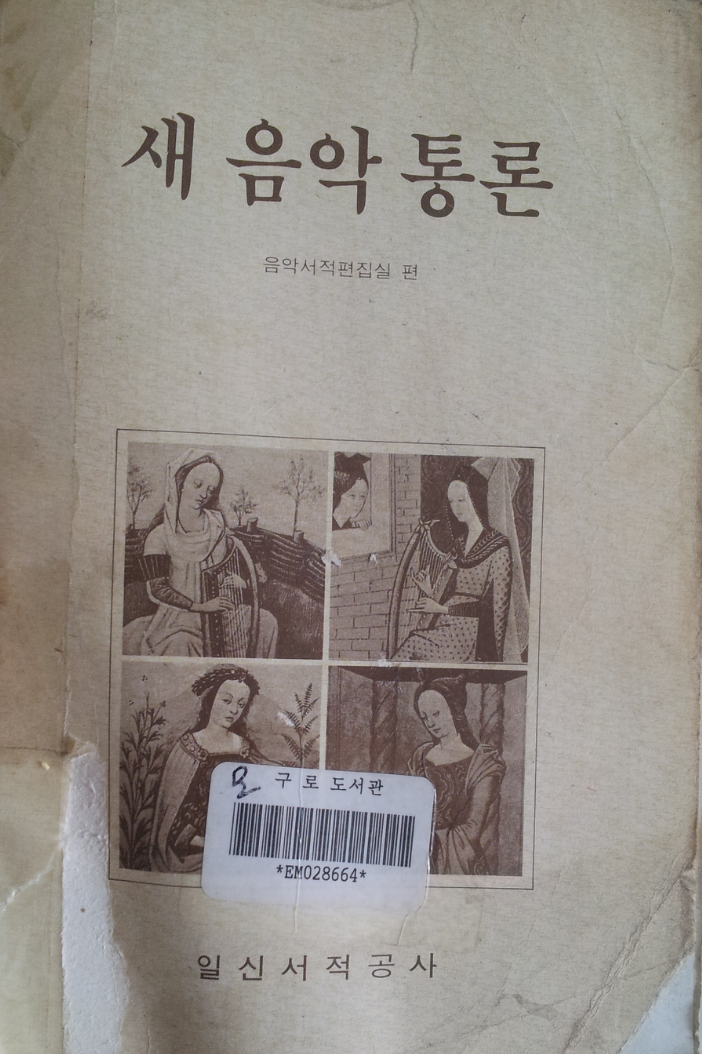 새 음악 통론
음악서적편집실 편
구로도서관
*EM028664*
일신서적공사